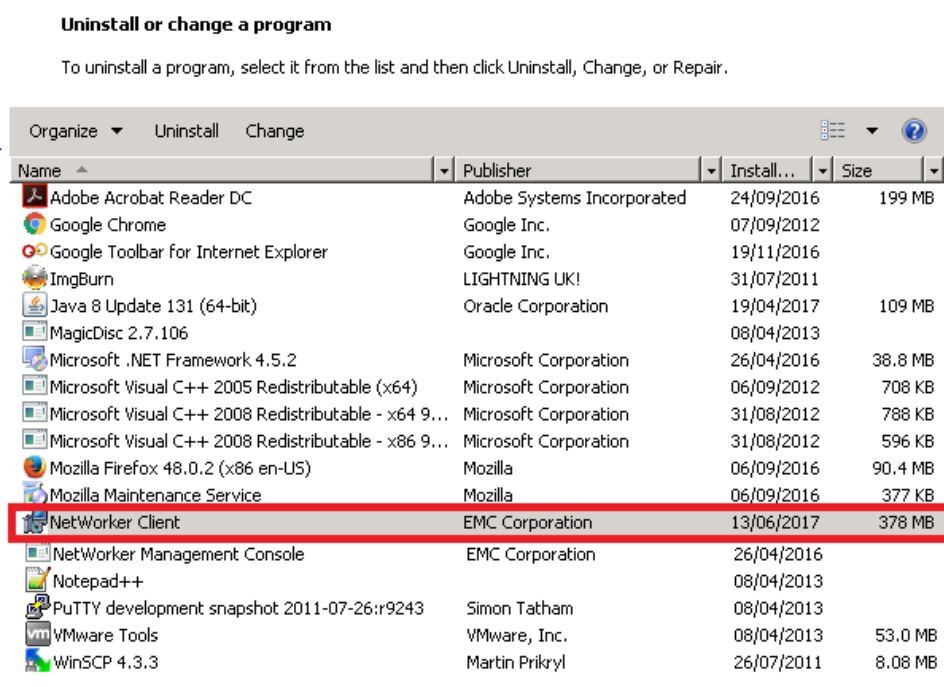 Uninstall or change a program
To uninstall a program, select it from the list and then click Uninstall, Change, or Repair.
Organize Uninstall Change
Name Publisher Install... Size
Adobe Acrobat Reader DC Adobe Systems Incorporated 24/09/2016 199 MB
Google Chrome Google Inc. 07/09/2012
Google Toolbar for Internet Explorer Google Inc. 19/11/2016
ImgBurn LIGHTNING UK! 31/07/2011
Java 8 Update 131 (64-bit) Oracle Corporation 19/04/2017 109 MB
MagicDisc 2.7.106 08/04/2013
Microsoft .NET Framework 4.5.2 Microsoft Corporation 26/04/2016 38.8 MB
Microsoft Visual C++ 2005 Redistributable (x64) Microsoft Corporation 06/09/2012 708 KB
Microsoft Visual C++ 2008 Redistributable - x64 9... Microsoft Corporation 31/08/2012 788 KB
Microsoft Visual C++ 2008 Redistributable - x86 9... Microsoft Corporation 31/08/2012 596 KB
Mozilla Firefox 48.0.2 (x86 en-US) Mozilla 06/09/2016 90.4 MB
Mozilla Maintenance Service Mozilla 06/09/2016 377 KB
NetWorker Client EMC Corporation 13/06/2017 378 MB
NetWorker Management Console EMC Corporation 26/04/2016
Notepad++ 08/04/2013
PuTTY development snapshot 2011-07-26:r9243 Simon Tatham 08/04/2013
vm VMware Tools VMware, Inc. 08/04/2013 53.0 MB
WinSCP 4.3.3 Martin Prikryl 26/07/2011 8.08 MB